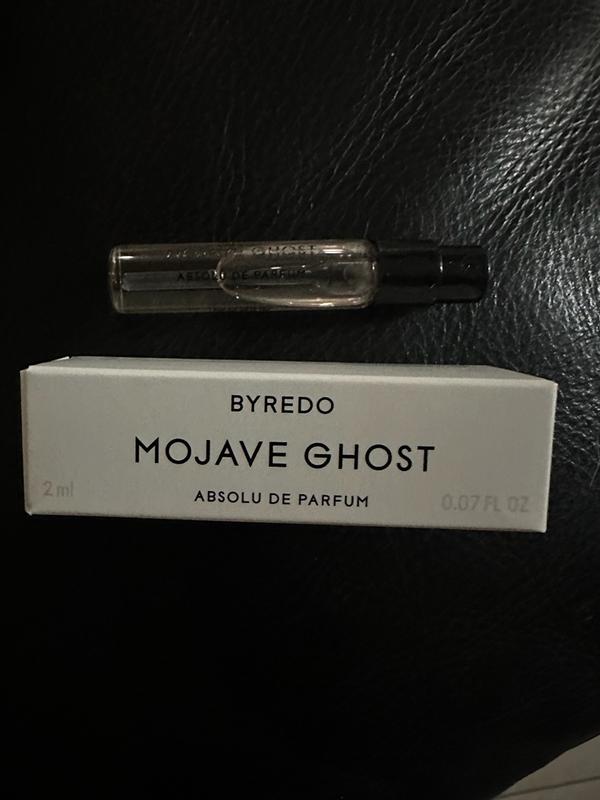 GHOST
ABSOLU DE PARFUM
BYREDO
MOJAVE GHOST
2 ml
ABSOLU DE PARFUM
0.07 FL OZ